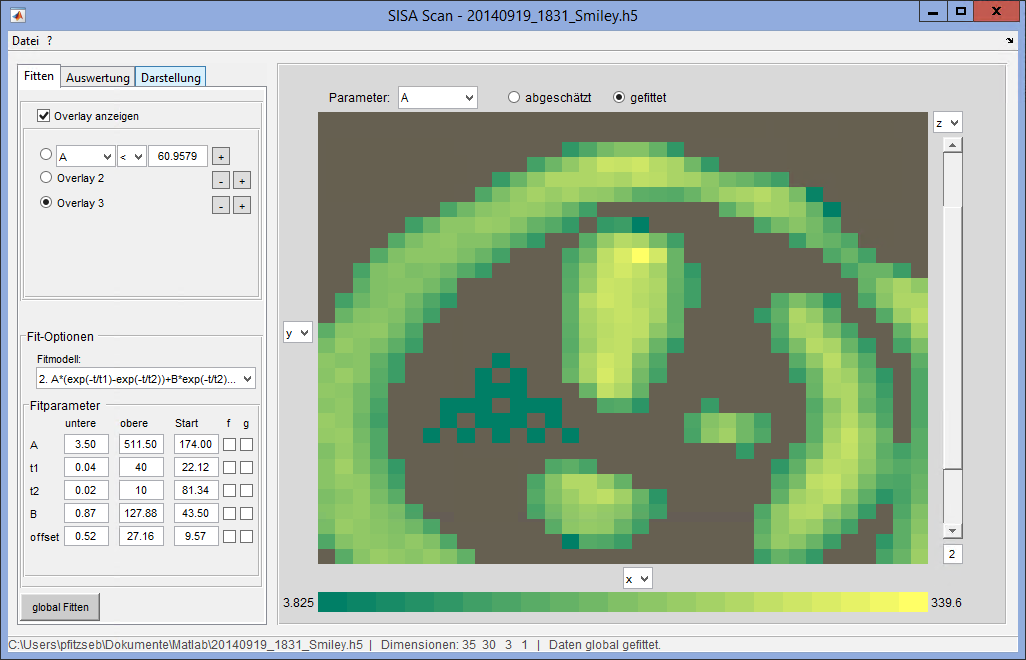 SISA Scan - 20140919_1831_Smiley.h5
Datei ?
Fitten Auswertung Darstellung
Overlay anzeigen
A < 60.9579 +
Overlay 2 - +
Overlay 3 - +
Fit-Optionen
Fitmodell:
2. A*(exp(-t/t1)-exp(-t/t2))+B*exp(-t/t2)...
Fitparameter
untere obere Start f g
A 3.50 511.50 174.00
t1 0.04 40 22.12
t2 0.02 10 81.34
B 0.87 127.88 43.50
offset 0.52 27.16 9.57
global Fitten
Parameter: A abgeschätzt gefittet
z
y
2
x
3.825 339.6
C:\Users\pfitzseb\Dokumente\Matlab\20140919_1831_Smiley.h5 | Dimensionen: 35 30 3 1 | Daten global gefittet.